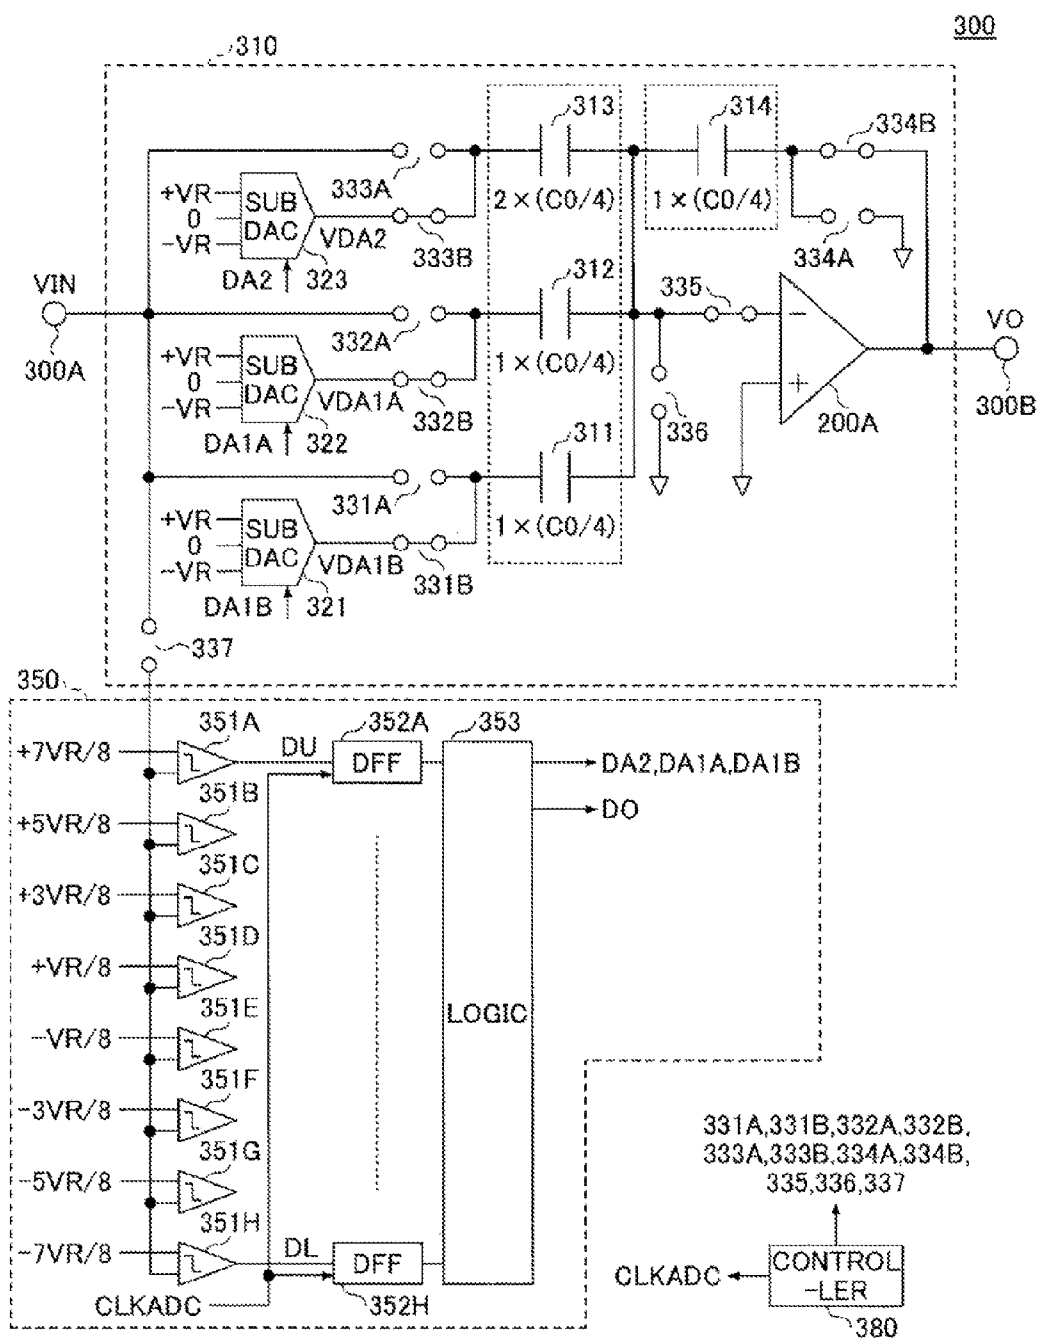 300
310
313
314
334B
333A
2×(C0/4)
1×(C0/4)
334A
+VR
0
-VR
SUB
DAC
VDA2
333B
DA2
323
312
335
VIN
300A
332A
1×(C0/4)
VO
300B
+VR
0
-VR
SUB
DAC
VDA1A
332B
336
200A
−
+
DA1A
322
311
331A
1×(C0/4)
+VR
0
-VR
SUB
DAC
VDA1B
331B
DA1B
321
337
350
351A
352A
353
+7VR/8
DU
DFF
DA2,DA1A,DA1B
351B
DO
+5VR/8
351C
+3VR/8
351D
+VR/8
351E
LOGIC
-VR/8
351F
-3VR/8
351G
-5VR/8
351H
-7VR/8
DL
DFF
CLKADC
352H
331A,331B,332A,332B,
333A,333B,334A,334B,
335,336,337
CLKADC
CONTROL
-LER
380